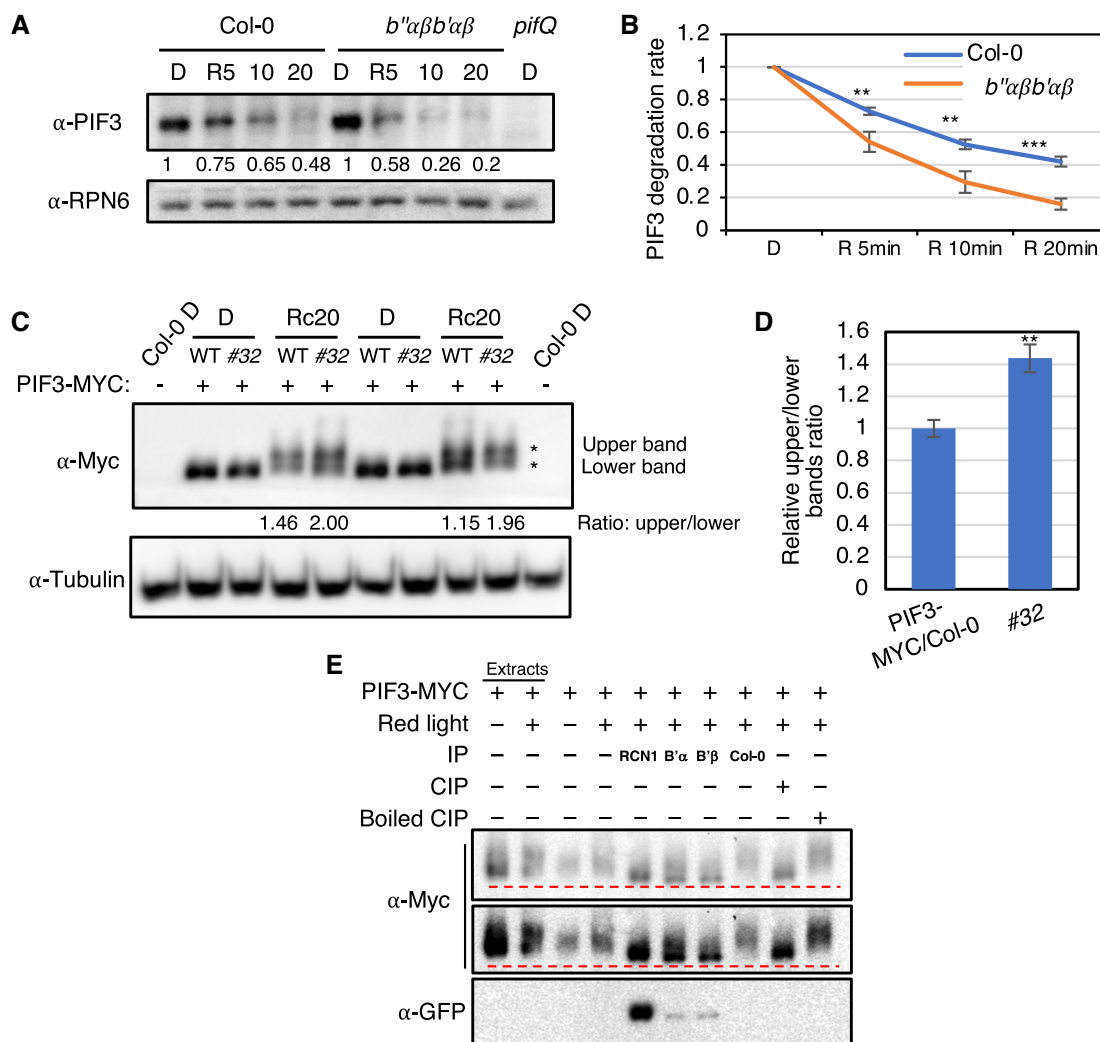 A
Col-0 b"αβb'αβ pifQ
D R5 10 20 D R5 10 20 D
α-PIF3
1 0.75 0.65 0.48 1 0.58 0.26 0.2
α-RPN6
B
PIF3 degradation rate
1.4
1.2
1
0.8
0.6
0.4
0.2
0
Col-0
b"αβb'αβ
** ** ***
D R 5min R 10min R 20min
C
Col-0 D D Rc20 D Rc20 Col-0 D
WT #32 WT #32 WT #32 WT #32
PIF3-MYC: - + + + + + + + + -
α-Myc
* Upper band
* Lower band
1.46 2.00 1.15 1.96 Ratio: upper/lower
α-Tubulin
D
Relative upper/lower
bands ratio
1.6
1.4
1.2
1
0.8
0.6
0.4
0.2
0
**
PIF3-
MYC/Col-0
#32
E
Extracts
PIF3-MYC + + + + + + + + + +
Red light – + – + + + + + + +
IP – – – – RCN1 B'α B'β Col-0 – –
CIP – – – – – – – – + –
Boiled CIP – – – – – – – – – +
α-Myc
α-GFP